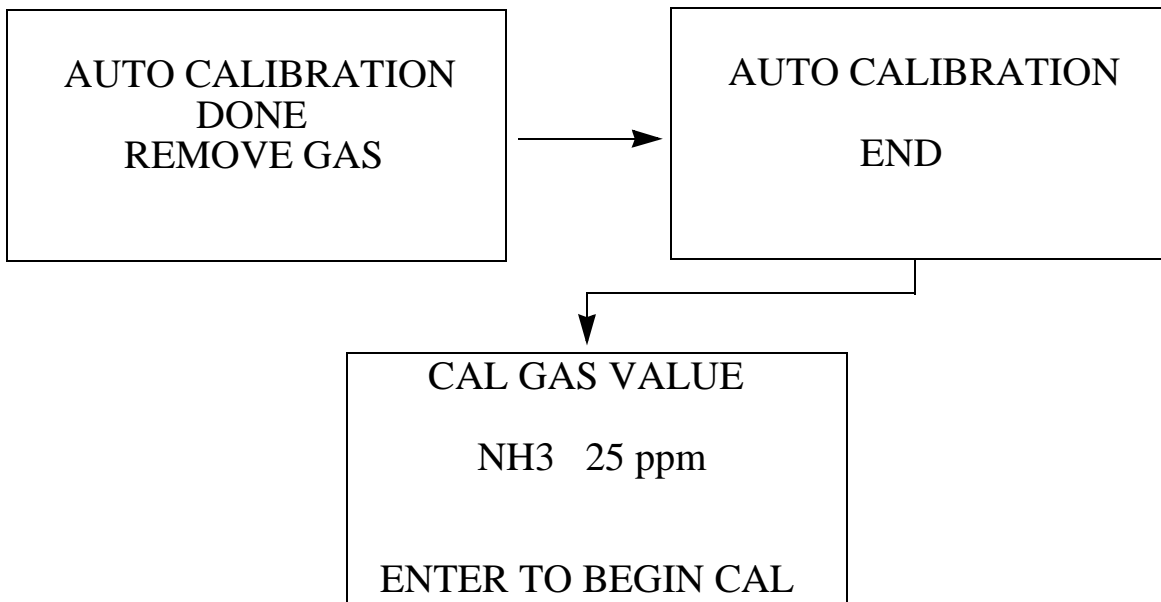 AUTO CALIBRATION
DONE
REMOVE GAS
AUTO CALIBRATION
END
CAL GAS VALUE
NH3 25 ppm
ENTER TO BEGIN CAL